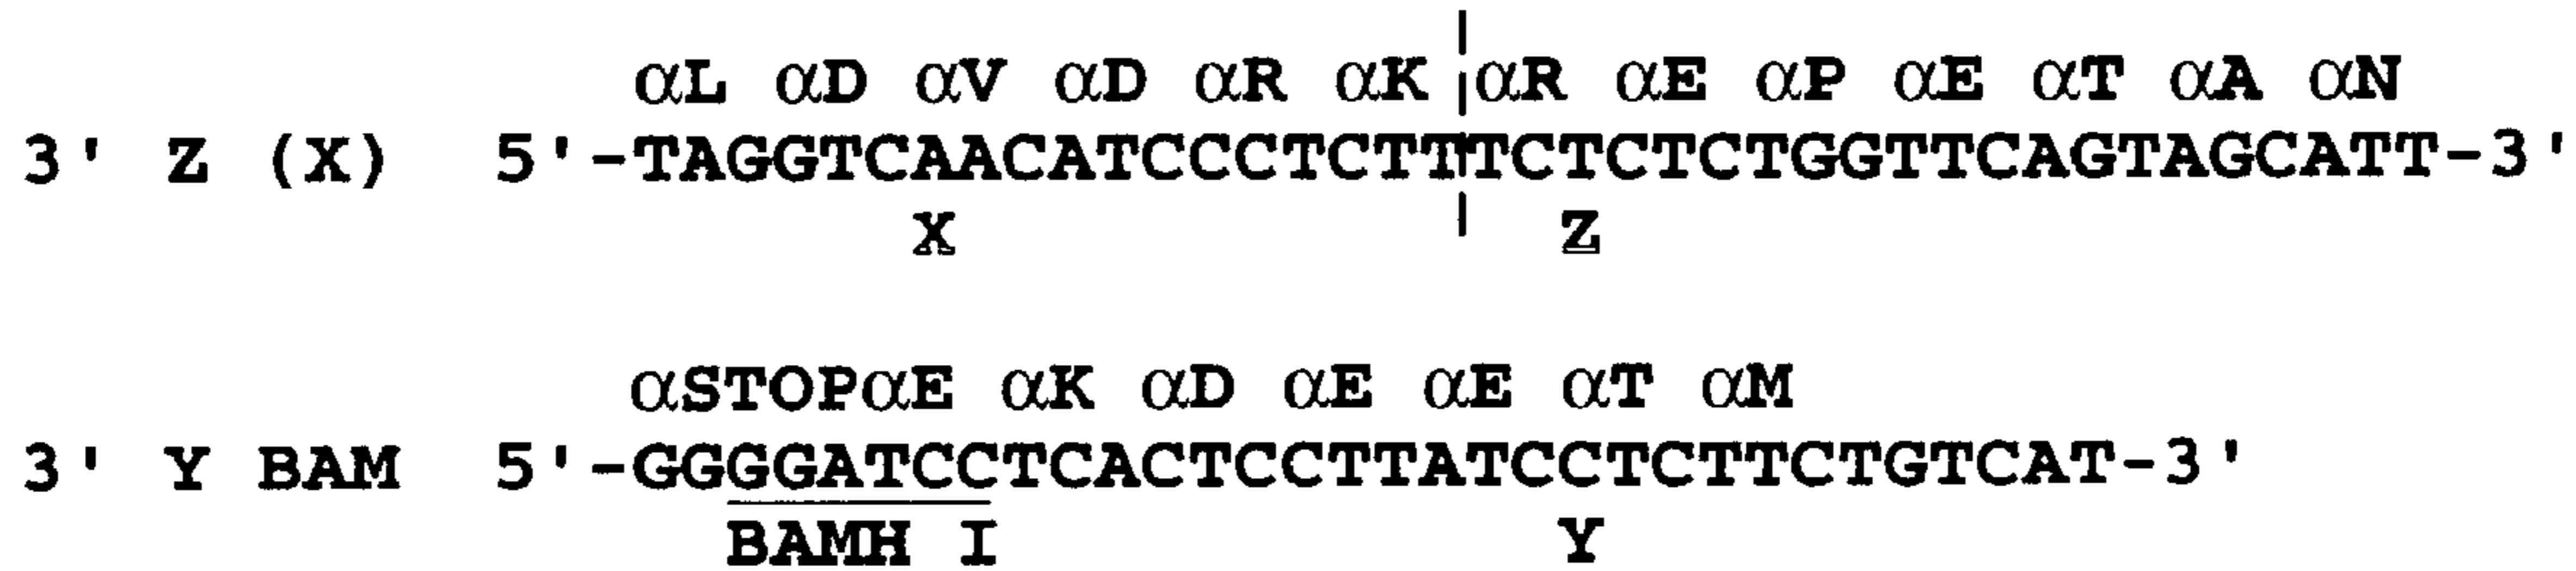 αL αD αV αD αR αK αR αE αP αE αT αA αN
3' Z (X) 5'-TAGGTCAACATCCCTCTTTCTCTCTGGTTCAGTAGCATT-3'
X Z
αSTOPαE αK αD αE αE αT αM
3' Y BAM 5'-GGGGATCCTCACTCCTTATCCTCTTCTGTCAT-3'
BAMH I Y